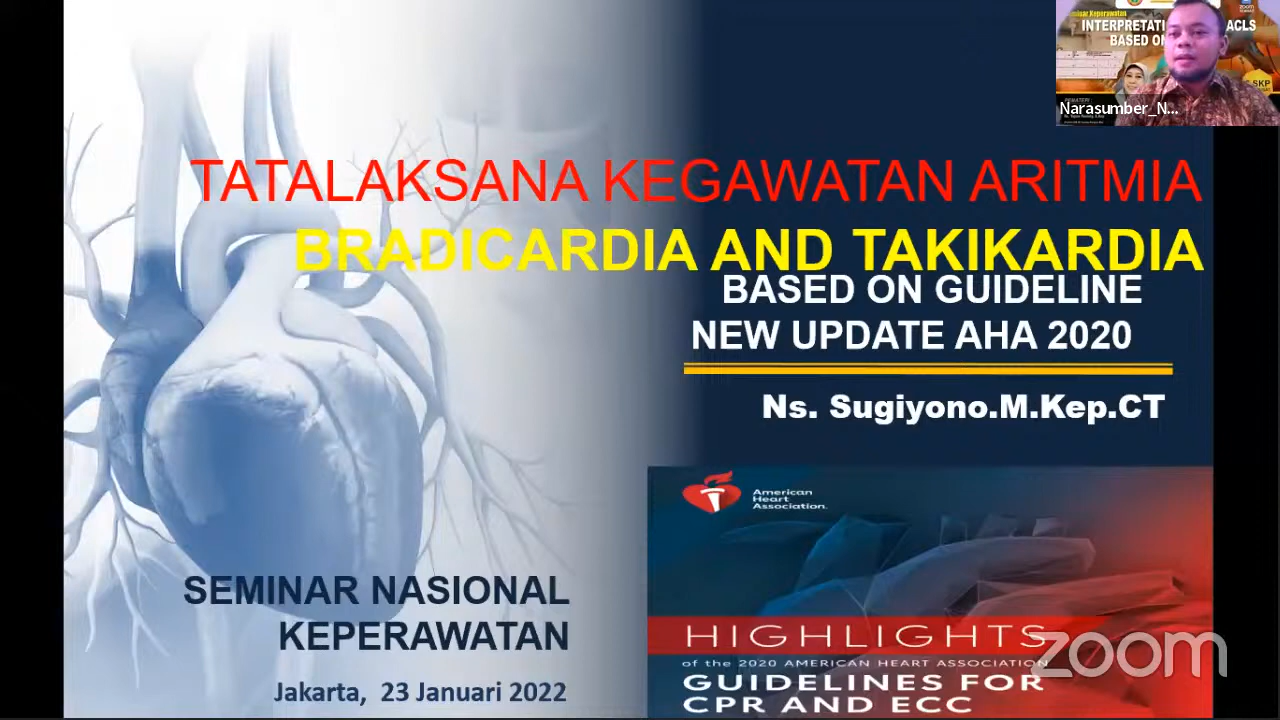 TATALAKSANA KEGAWATAN ARITMIA
BRADICARDIA AND TAKIKARDIA
BASED ON GUIDELINE
NEW UPDATE AHA 2020
Ns. Sugiyono.M.Kep.CT
American
Heart
Association.
HIGHLIGHTS
of the 2020 AMERICAN HEART ASSOCIATION
GUIDELINES FOR
CPR AND ECC
SEMINAR NASIONAL
KEPERAWATAN
Jakarta, 23 Januari 2022
zoom
INTERPRETATI ACLS
BASED ON
SKP
Narasumber_N...